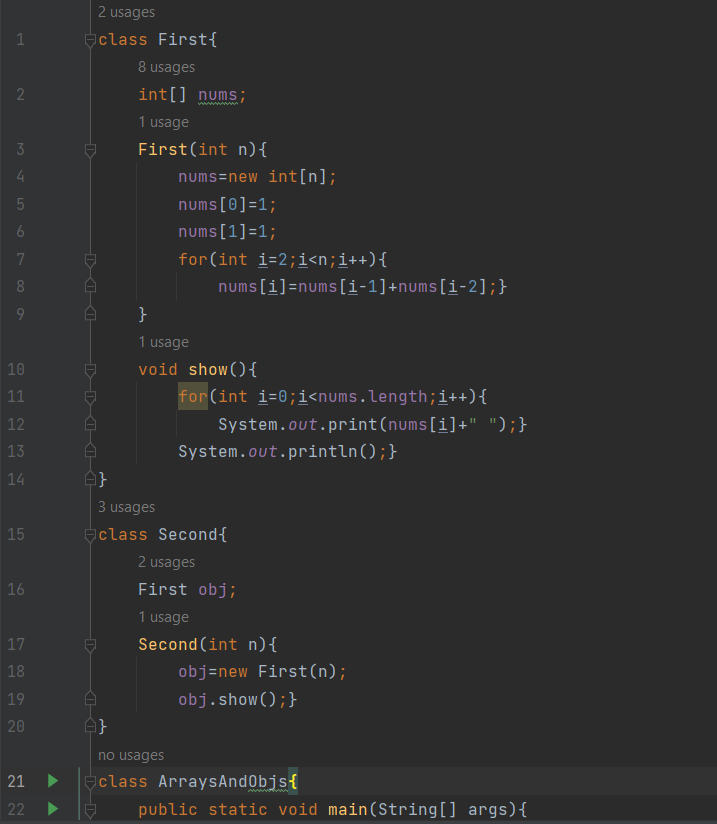 2 usages
1 class First{
8 usages
2 int[] nums;
1 usage
3 First(int n){
4 nums=new int[n];
5 nums[0]=1;
6 nums[1]=1;
7 for(int i=2;i<n;i++){
8 nums[i]=nums[i-1]+nums[i-2];}
9 }
1 usage
10 void show(){
11 for(int i=0;i<nums.length;i++){
12 System.out.print(nums[i]+" ");}
13 System.out.println();}
14 }
3 usages
15 class Second{
2 usages
16 First obj;
1 usage
17 Second(int n){
18 obj=new First(n);
19 obj.show();}
20 }
no usages
21 class ArraysAndObjs{
22 public static void main(String[] args){